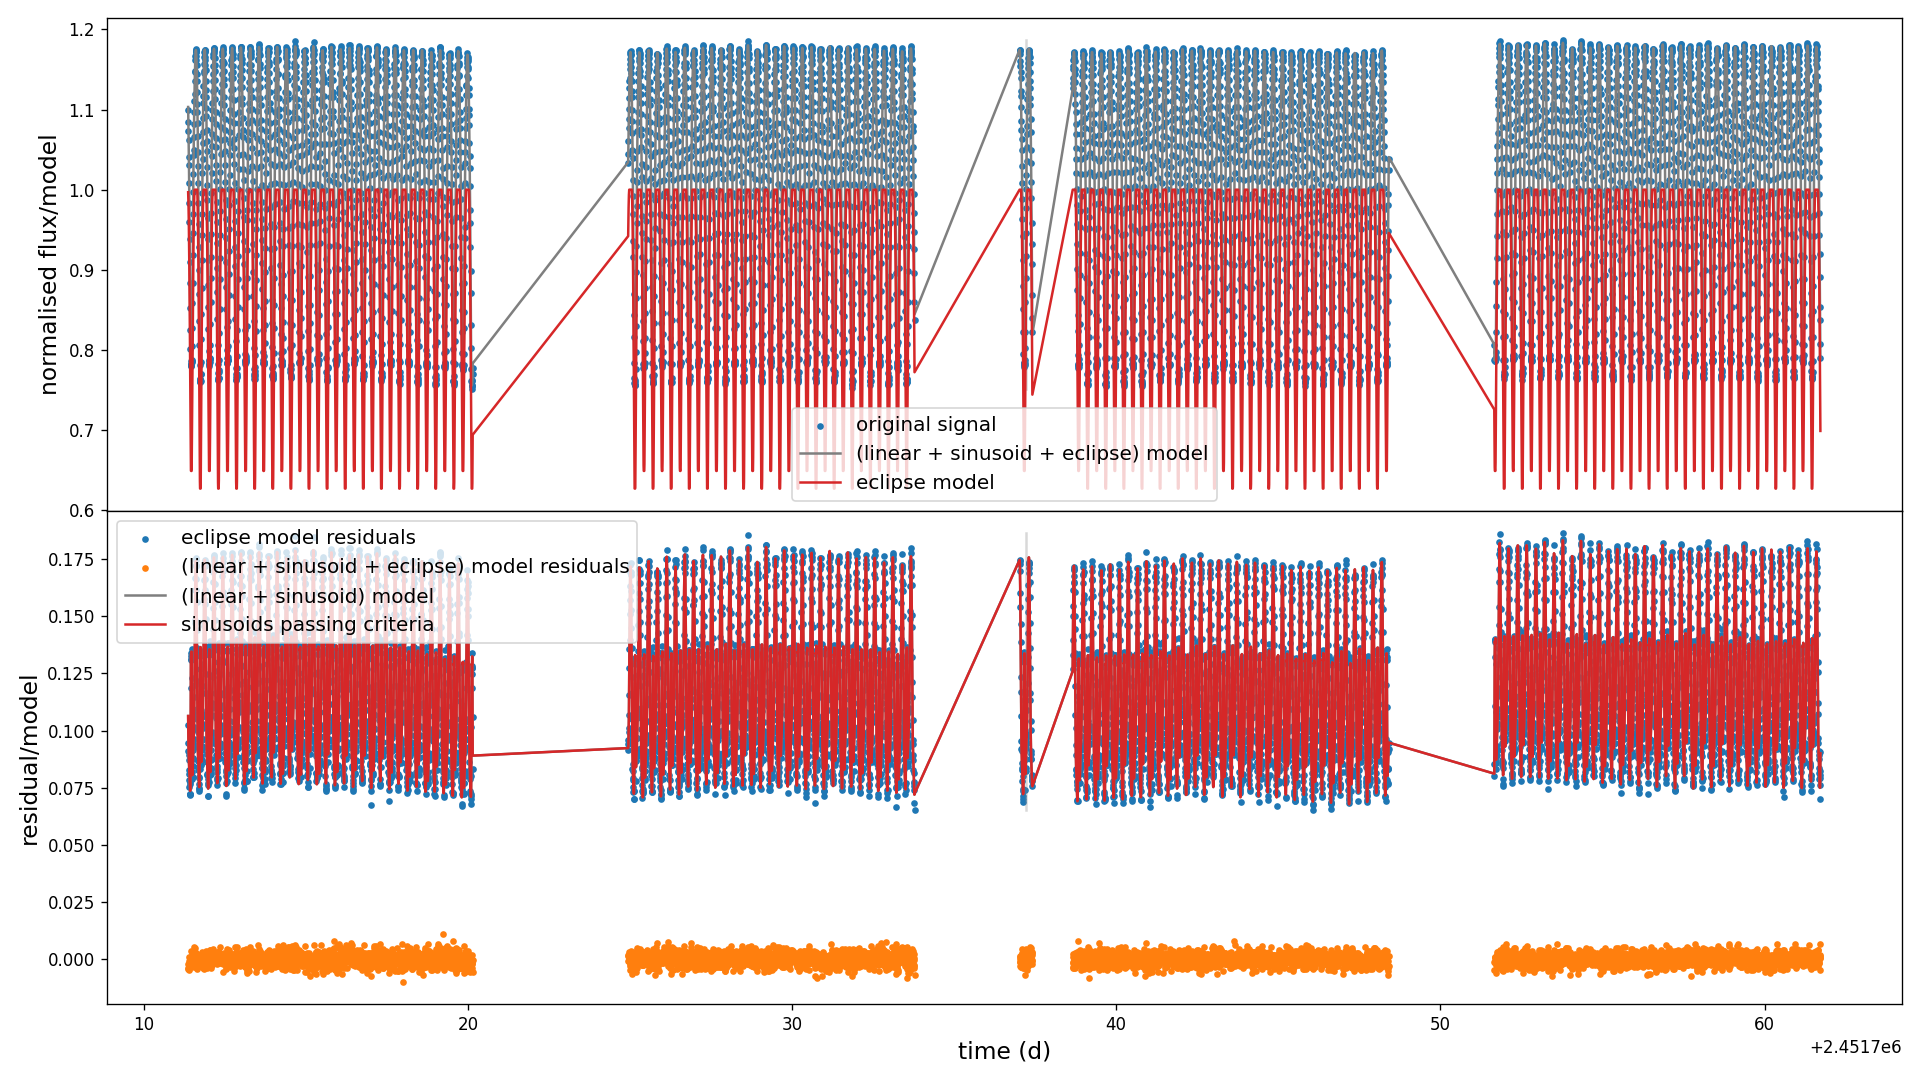 1.2
1.1
1.0
0.9
0.8
0.7
0.6
normalised flux/model
original signal
(linear + sinusoid + eclipse) model
eclipse model
eclipse model residuals
(linear + sinusoid + eclipse) model residuals
(linear + sinusoid) model
sinusoids passing criteria
0.175
0.150
0.125
0.100
0.075
0.050
0.025
0.000
residual/model
10
20
30
40
50
60
time (d)
+2.4517e6